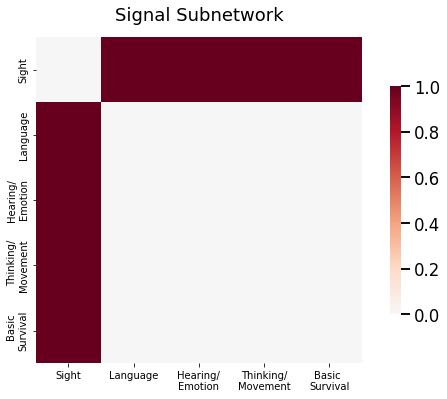 Signal Subnetwork
Sight
Language
Hearing/
Emotion
Thinking/
Movement
Basic
Survival
1.0
0.8
0.6
0.4
0.2
0.0
Sight
Language
Hearing/
Emotion
Thinking/
Movement
Basic
Survival